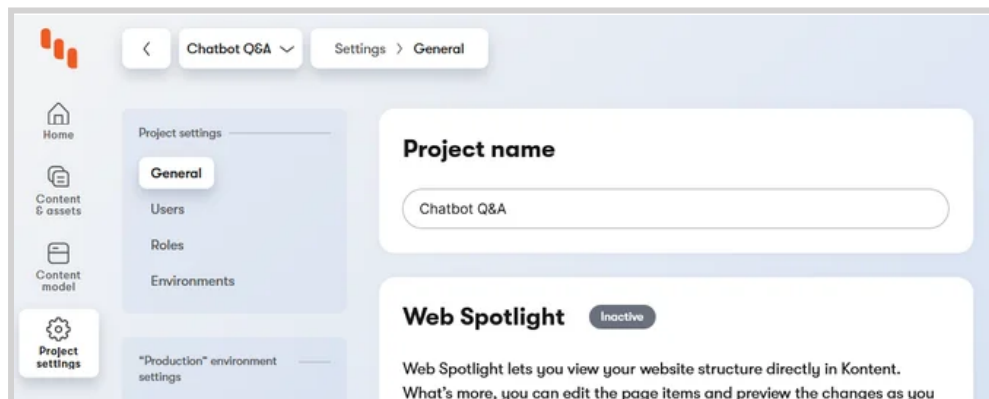 Chatbot Q&A
Settings > General
Home
Content
& assets
Content
model
Project
settings
Project settings
General
Users
Roles
Environments
"Production" environment
settings
Project name
Chatbot Q&A
Web Spotlight
Inactive
Web Spotlight lets you view your website structure directly in Kontent.
What's more, you can edit the page items and preview the changes as you